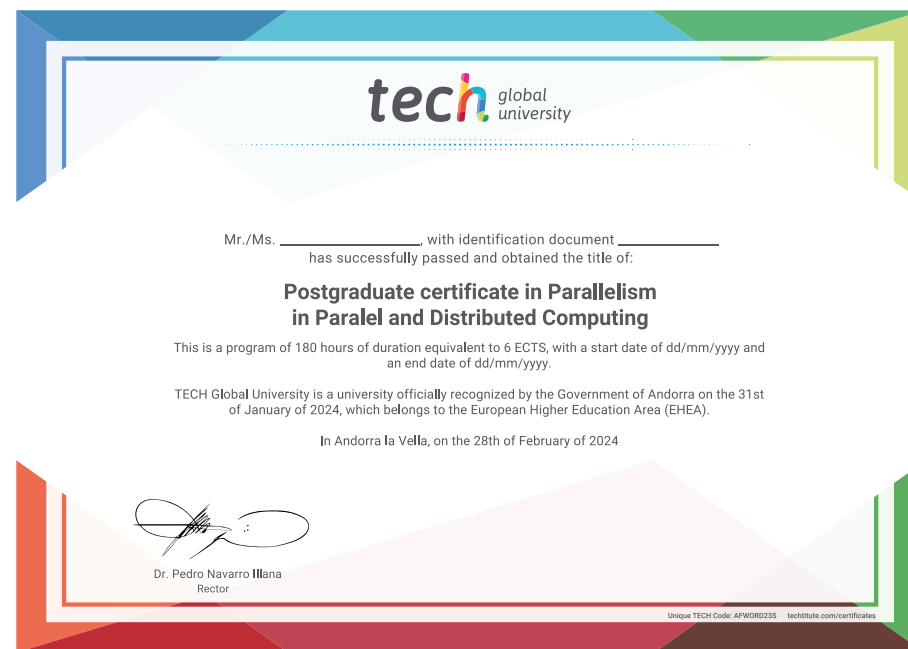 tech global
university
Mr./Ms. ____________________, with identification document ______________
has successfully passed and obtained the title of:
Postgraduate certificate in Parallelism
in Paralel and Distributed Computing
This is a program of 180 hours of duration equivalent to 6 ECTS, with a start date of dd/mm/yyyy and
an end date of dd/mm/yyyy.
TECH Global University is a university officially recognized by the Government of Andorra on the 31st
of January of 2024, which belongs to the European Higher Education Area (EHEA).
In Andorra la Vella, on the 28th of February of 2024
Dr. Pedro Navarro Illana
Rector
Unique TECH Code: AFWORD23S techtitute.com/certificates